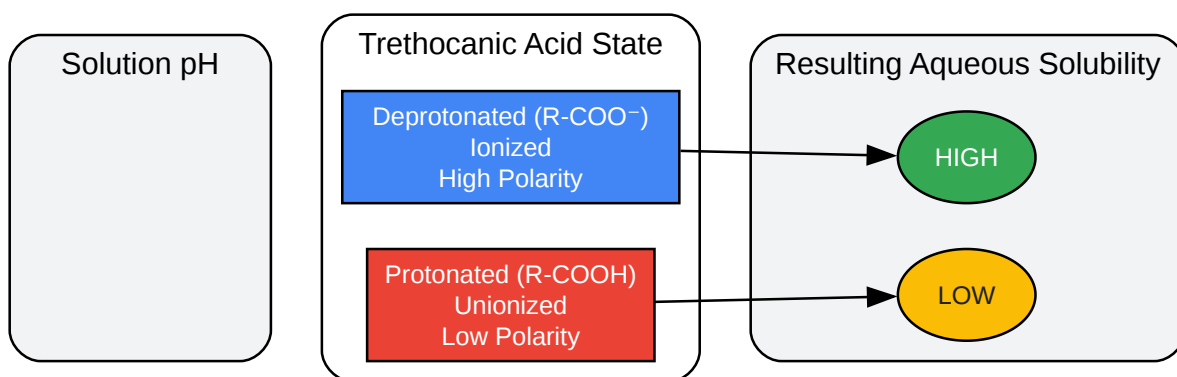 Solution pH
Trethocanic Acid State
Deprotonated (R-COO⁻)
Ionized
High Polarity
Protonated (R-COOH)
Unionized
Low Polarity
Resulting Aqueous Solubility
HIGH
LOW